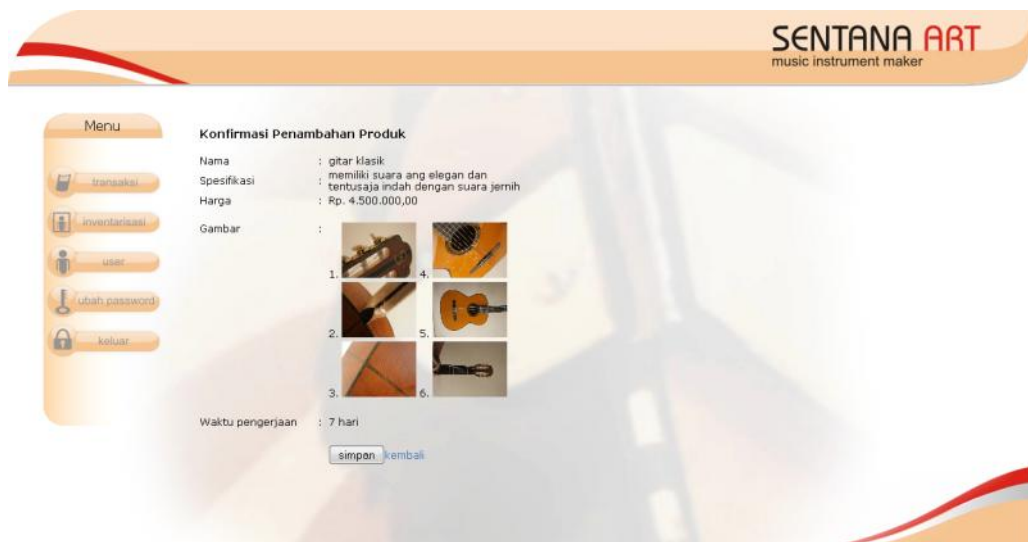 SENTANA ART
music instrument maker
Menu
transaksi
inventarisasi
user
ubah password
keluar
Konfirmasi Penambahan Produk
Nama : gitar klasik
Spesifikasi : memiliki suara ang elegan dan
tentusaja indah dengan suara jernih
Harga : Rp. 4.500.000,00
Gambar :
1. 4.
2. 5.
3. 6.
Waktu pengerjaan : 7 hari
simpan kembali